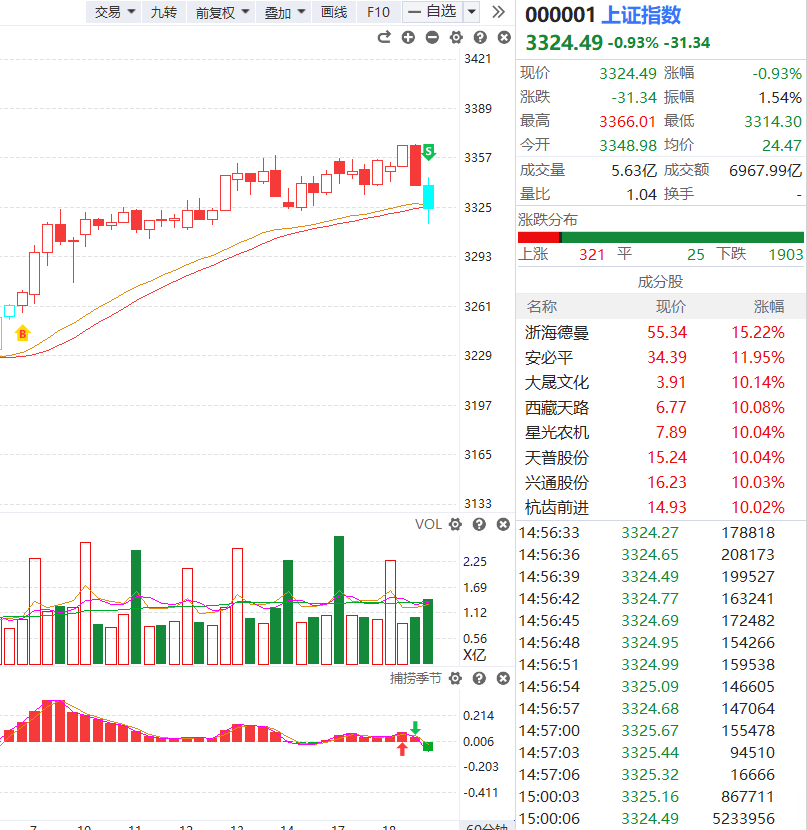 交易 九转 前复权 叠加 画线 F10 一 自选
3421
3389
3357
S
3325
3293
3261
B
3229
3197
3165
3133
VOL
2.25
1.69
1.12
0.56
X亿
捕捞季节
0.214
0.006
-0.203
-0.411
7 10 11 12 13 14 17 18 60分钟
000001 上证指数
3324.49 -0.93% -31.34
现价 3324.49 涨幅 -0.93%
涨跌 -31.34 振幅 1.54%
最高 3366.01 最低 3314.30
今开 3348.98 均价 24.47
成交量 5.63亿 成交额 6967.99亿
量比 1.04 换手 -
涨跌分布
上涨 321 平 25 下跌 1903
成分股
名称 现价 涨幅
浙海德曼 55.34 15.22%
安必平 34.39 11.95%
大晟文化 3.91 10.14%
西藏天路 6.77 10.08%
星光农机 7.89 10.04%
天普股份 15.24 10.04%
兴通股份 16.23 10.03%
杭齿前进 14.93 10.02%
14:56:33 3324.27 178818
14:56:36 3324.65 208173
14:56:39 3324.49 199527
14:56:42 3324.77 163241
14:56:45 3324.69 172482
14:56:48 3324.95 154266
14:56:51 3324.99 159538
14:56:54 3325.09 146605
14:56:57 3324.68 147064
14:57:00 3325.67 155478
14:57:03 3325.44 94510
14:57:06 3325.32 16666
15:00:03 3325.16 867711
15:00:06 3324.49 5233956